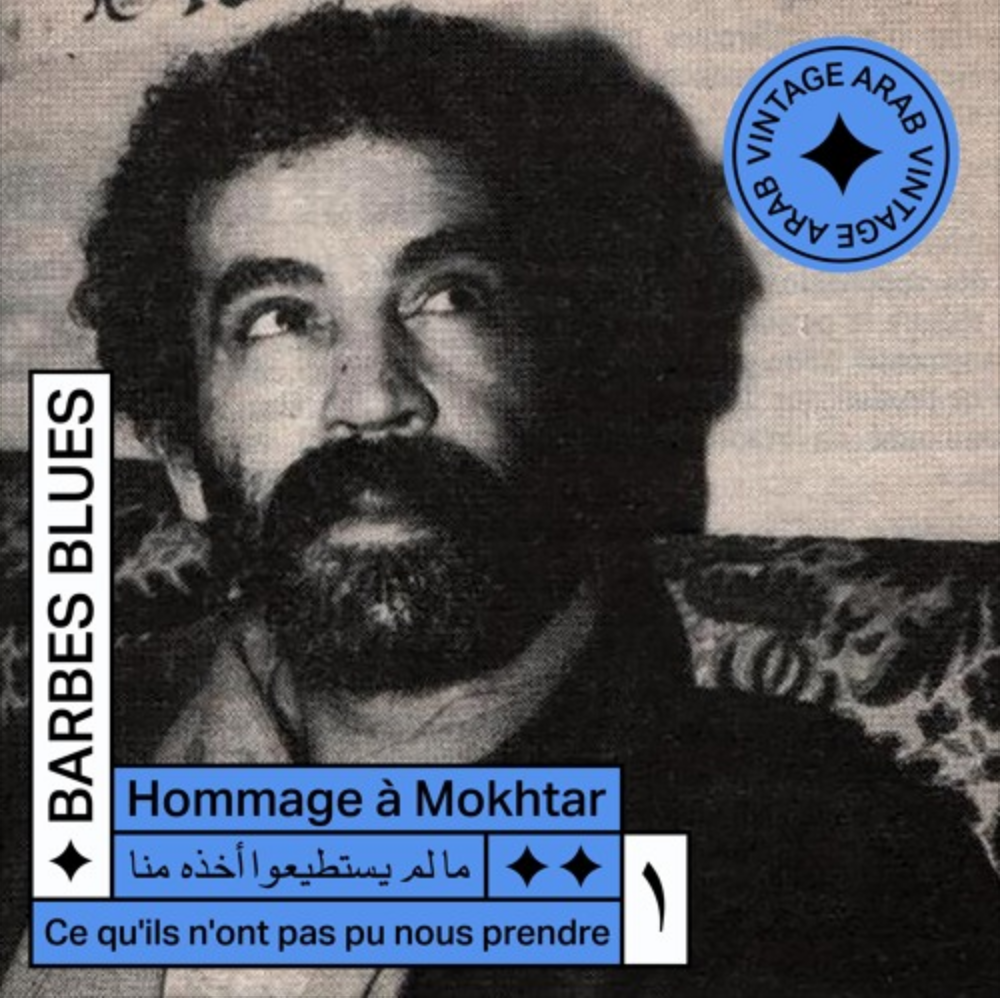 VINTAGE ARAB VINTAGE ARAB
BARBES BLUES
Hommage à Mokhtar
ما لم يستطيعوا أخذه منا
Ce qu'ils n'ont pas pu nous prendre
١